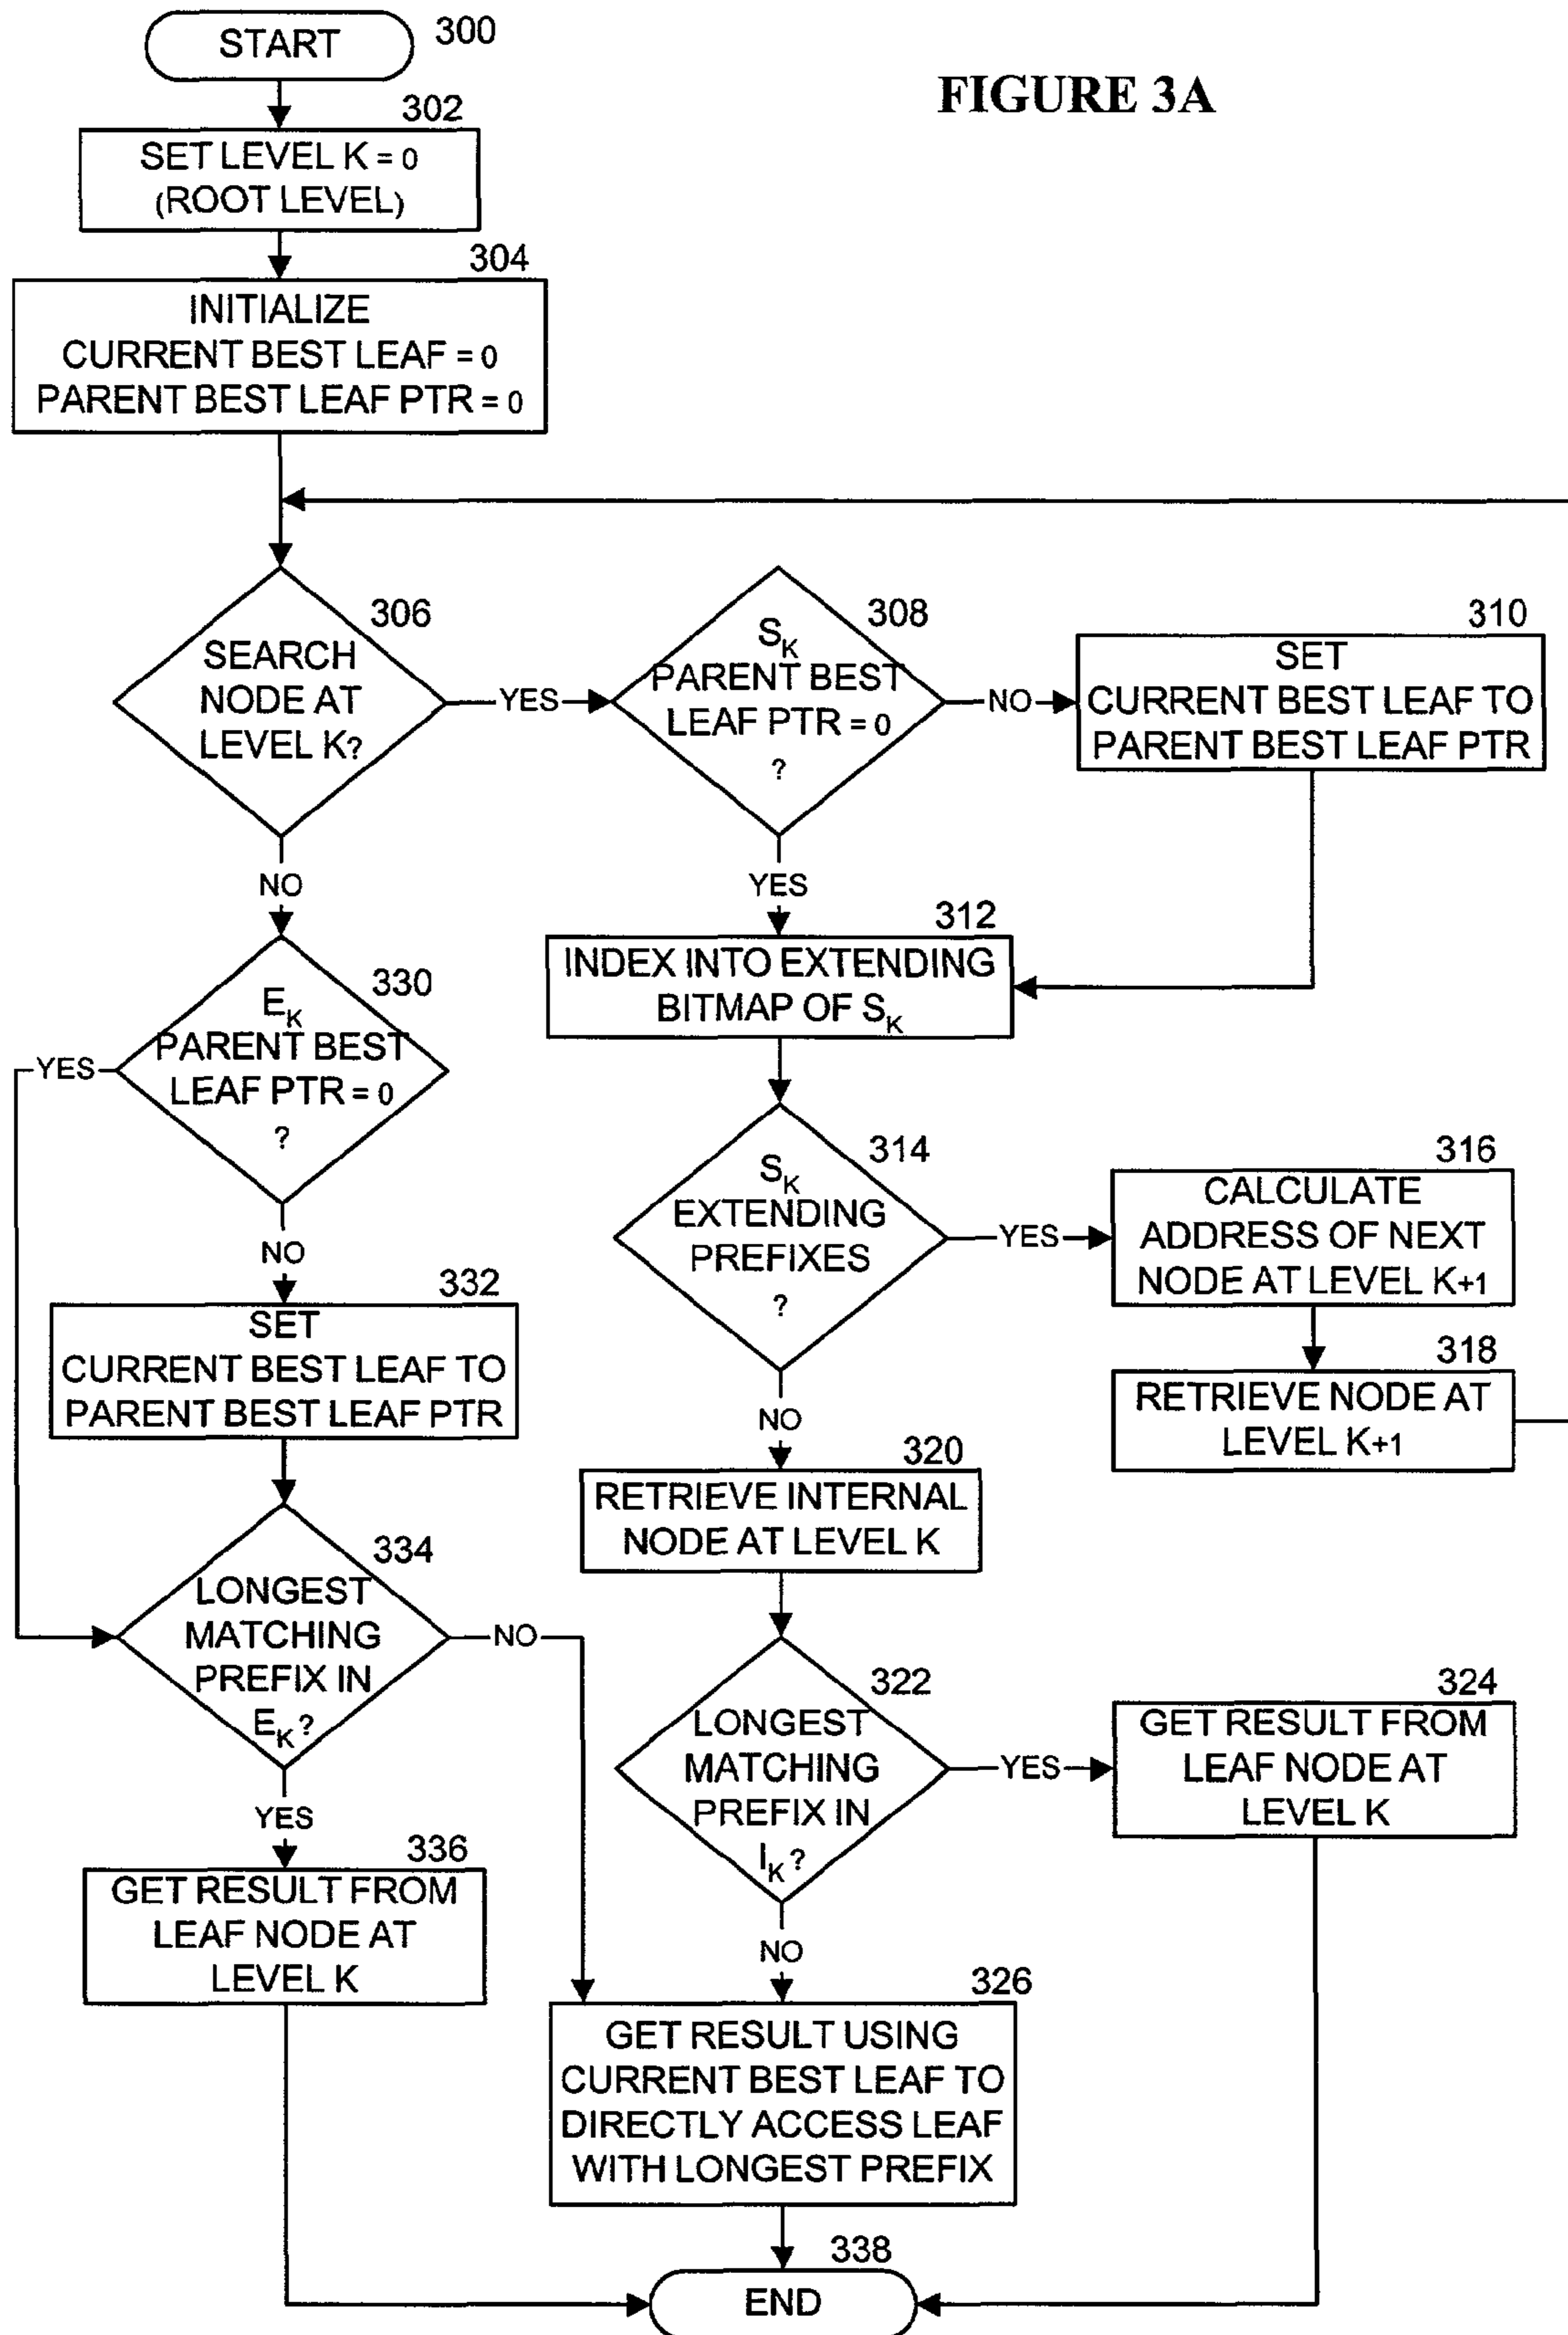 START
300
FIGURE 3A
302
SET LEVEL K = 0
(ROOT LEVEL)
304
INITIALIZE
CURRENT BEST LEAF = 0
PARENT BEST LEAF PTR = 0
306
SEARCH
NODE AT
LEVEL K?
YES
308
SK
PARENT BEST
LEAF PTR = 0
?
NO
310
SET
CURRENT BEST LEAF TO
PARENT BEST LEAF PTR
NO
YES
312
INDEX INTO EXTENDING
BITMAP OF SK
330
EK
PARENT BEST
LEAF PTR = 0
?
YES
NO
314
SK
EXTENDING
PREFIXES
?
YES
316
CALCULATE
ADDRESS OF NEXT
NODE AT LEVEL K+1
318
RETRIEVE NODE AT
LEVEL K+1
332
SET
CURRENT BEST LEAF TO
PARENT BEST LEAF PTR
NO
320
RETRIEVE INTERNAL
NODE AT LEVEL K
334
LONGEST
MATCHING
PREFIX IN
EK?
NO
YES
322
LONGEST
MATCHING
PREFIX IN
IK?
YES
324
GET RESULT FROM
LEAF NODE AT
LEVEL K
336
GET RESULT FROM
LEAF NODE AT
LEVEL K
NO
326
GET RESULT USING
CURRENT BEST LEAF TO
DIRECTLY ACCESS LEAF
WITH LONGEST PREFIX
338
END